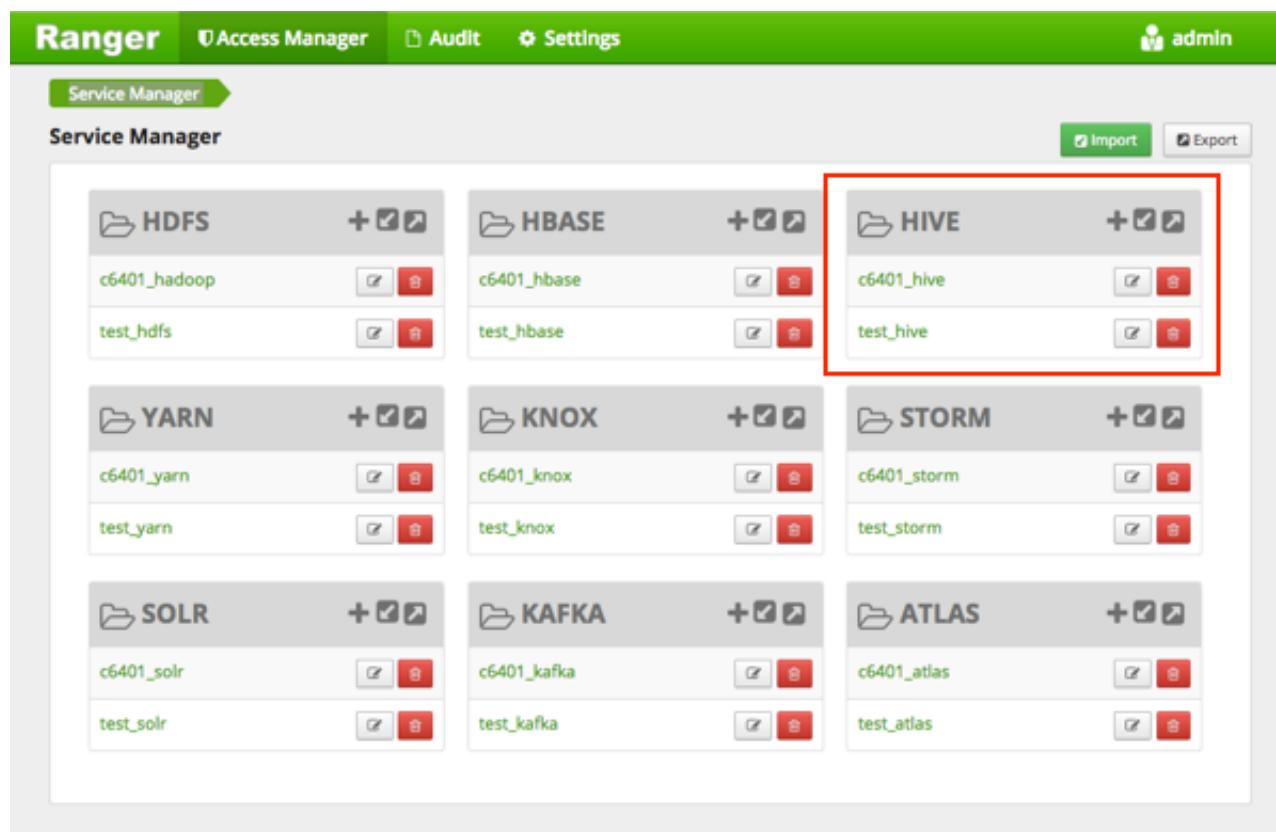 Ranger Access Manager Audit Settings admin
Service Manager
Service Manager Import Export
HDFS HBASE HIVE
c6401_hadoop c6401_hbase c6401_hive
test_hdfs test_hbase test_hive
YARN KNOX STORM
c6401_yarn c6401_knox c6401_storm
test_yarn test_knox test_storm
SOLR KAFKA ATLAS
c6401_solr c6401_kafka c6401_atlas
test_solr test_kafka test_atlas